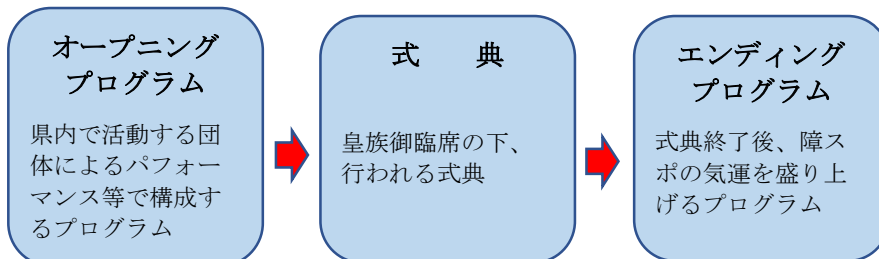 オープニング
プログラム
県内で活動する団
体によるパフォー
マンス等で構成す
るプログラム
式　　典
皇族御臨席の下、
行われる式典
エンディング
プログラム
式典終了後、障ス
ポの気運を盛り上
げるプログラム